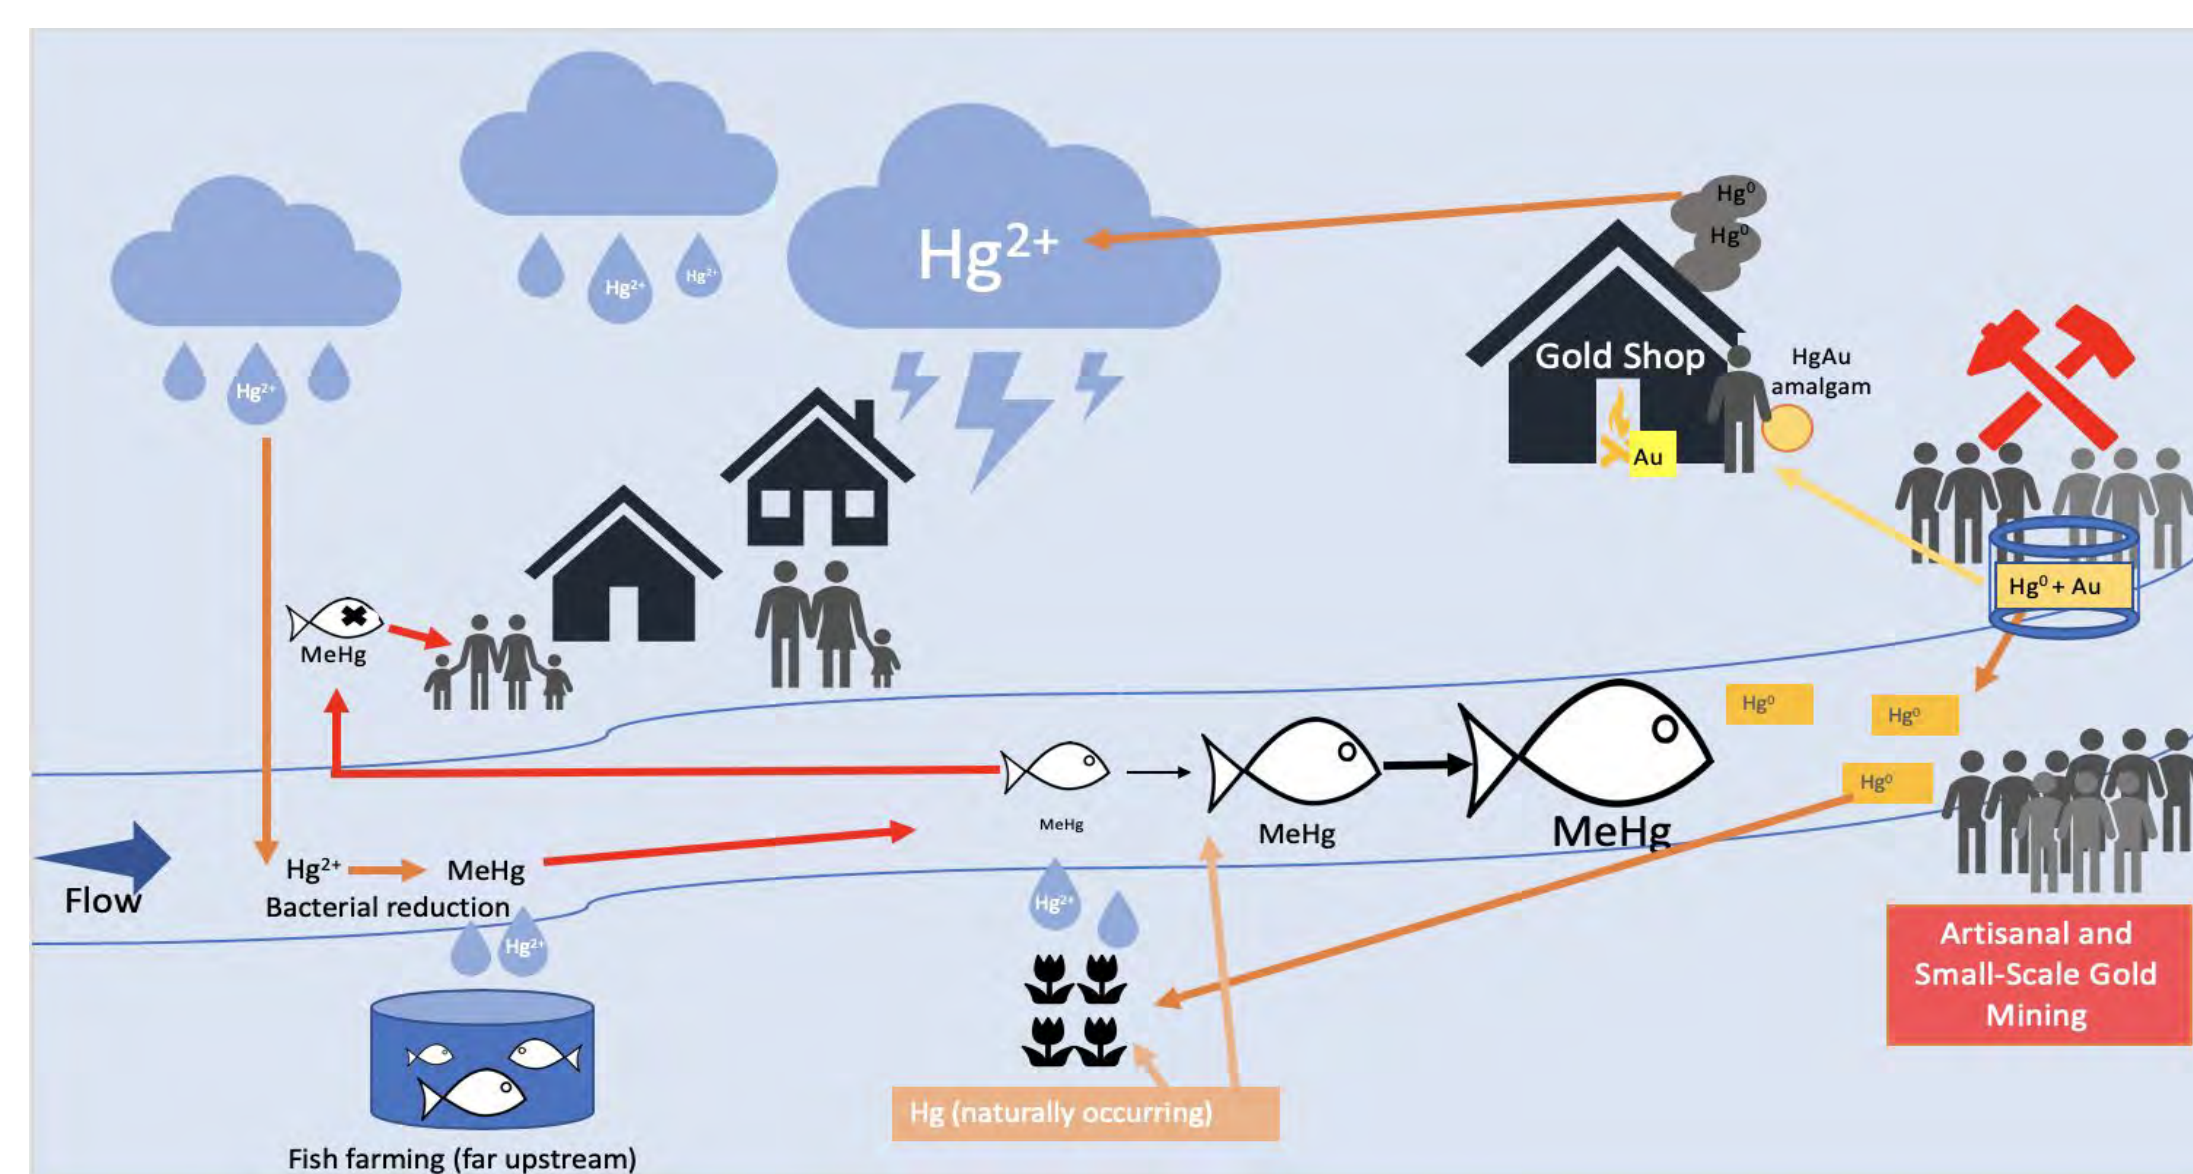 Hg⁰
Hg⁰
Hg²⁺
Hg²⁺
Hg²⁺
Hg²⁺
Gold Shop
HgAu
amalgam
Au
Hg⁰ + Au
MeHg
Hg⁰
Hg⁰
Hg⁰
MeHg
MeHg
MeHg
Flow
Hg²⁺
MeHg
Bacterial reduction
Hg²⁺
Hg²⁺
Artisanal and
Small-Scale Gold
Mining
Hg (naturally occurring)
Fish farming (far upstream)